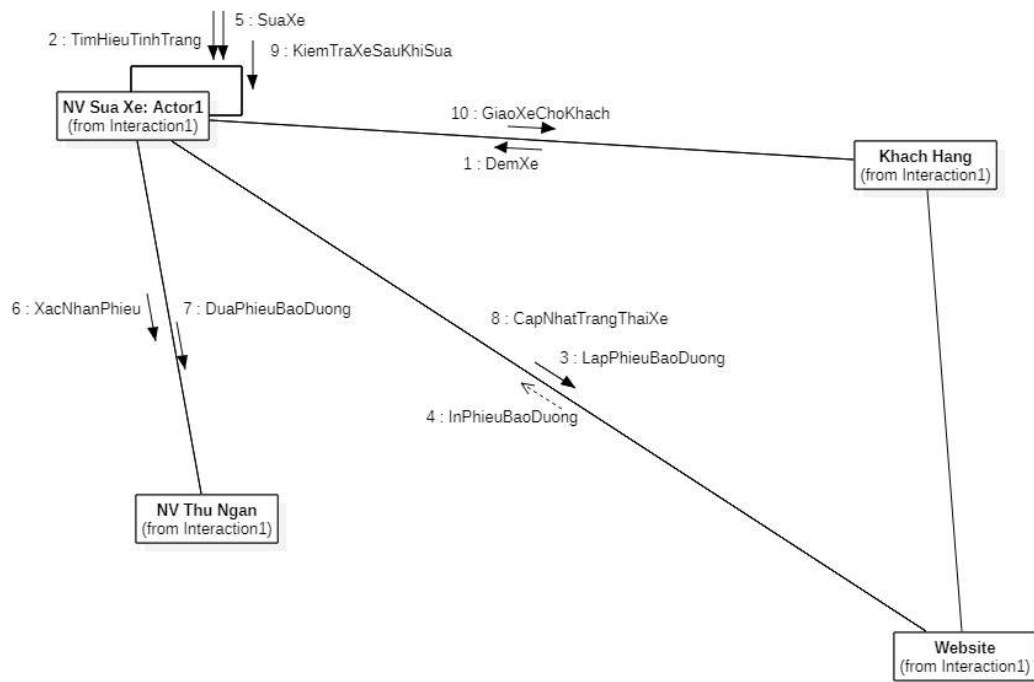 5 : SuaXe
2 : TimHieuTinhTrang
9 : KiemTraXeSauKhiSua
NV Sua Xe: Actor1
(from Interaction1)
10 : GiaoXeChoKhach
1 : DemXe
Khach Hang
(from Interaction1)
6 : XacNhanPhieu
7 : DuaPhieuBaoDuong
8 : CapNhatTrangThaiXe
3 : LapPhieuBaoDuong
4 : InPhieuBaoDuong
NV Thu Ngan
(from Interaction1)
Website
(from Interaction1)